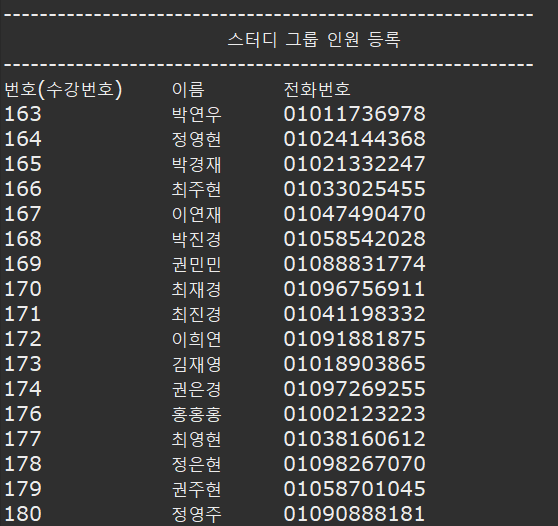 ------------------------------------------------------------
스터디 그룹 인원 등록
------------------------------------------------------------
번호(수강번호) 이름 전화번호
163 박연우 01011736978
164 정영현 01024144368
165 박경재 01021332247
166 최주현 01033025455
167 이연재 01047490470
168 박진경 01058542028
169 권민민 01088831774
170 최재경 01096756911
171 최진경 01041198332
172 이희연 01091881875
173 김재영 01018903865
174 권은경 01097269255
176 홍홍홍 01002123223
177 최영현 01038160612
178 정은현 01098267070
179 권주현 01058701045
180 정영주 01090888181